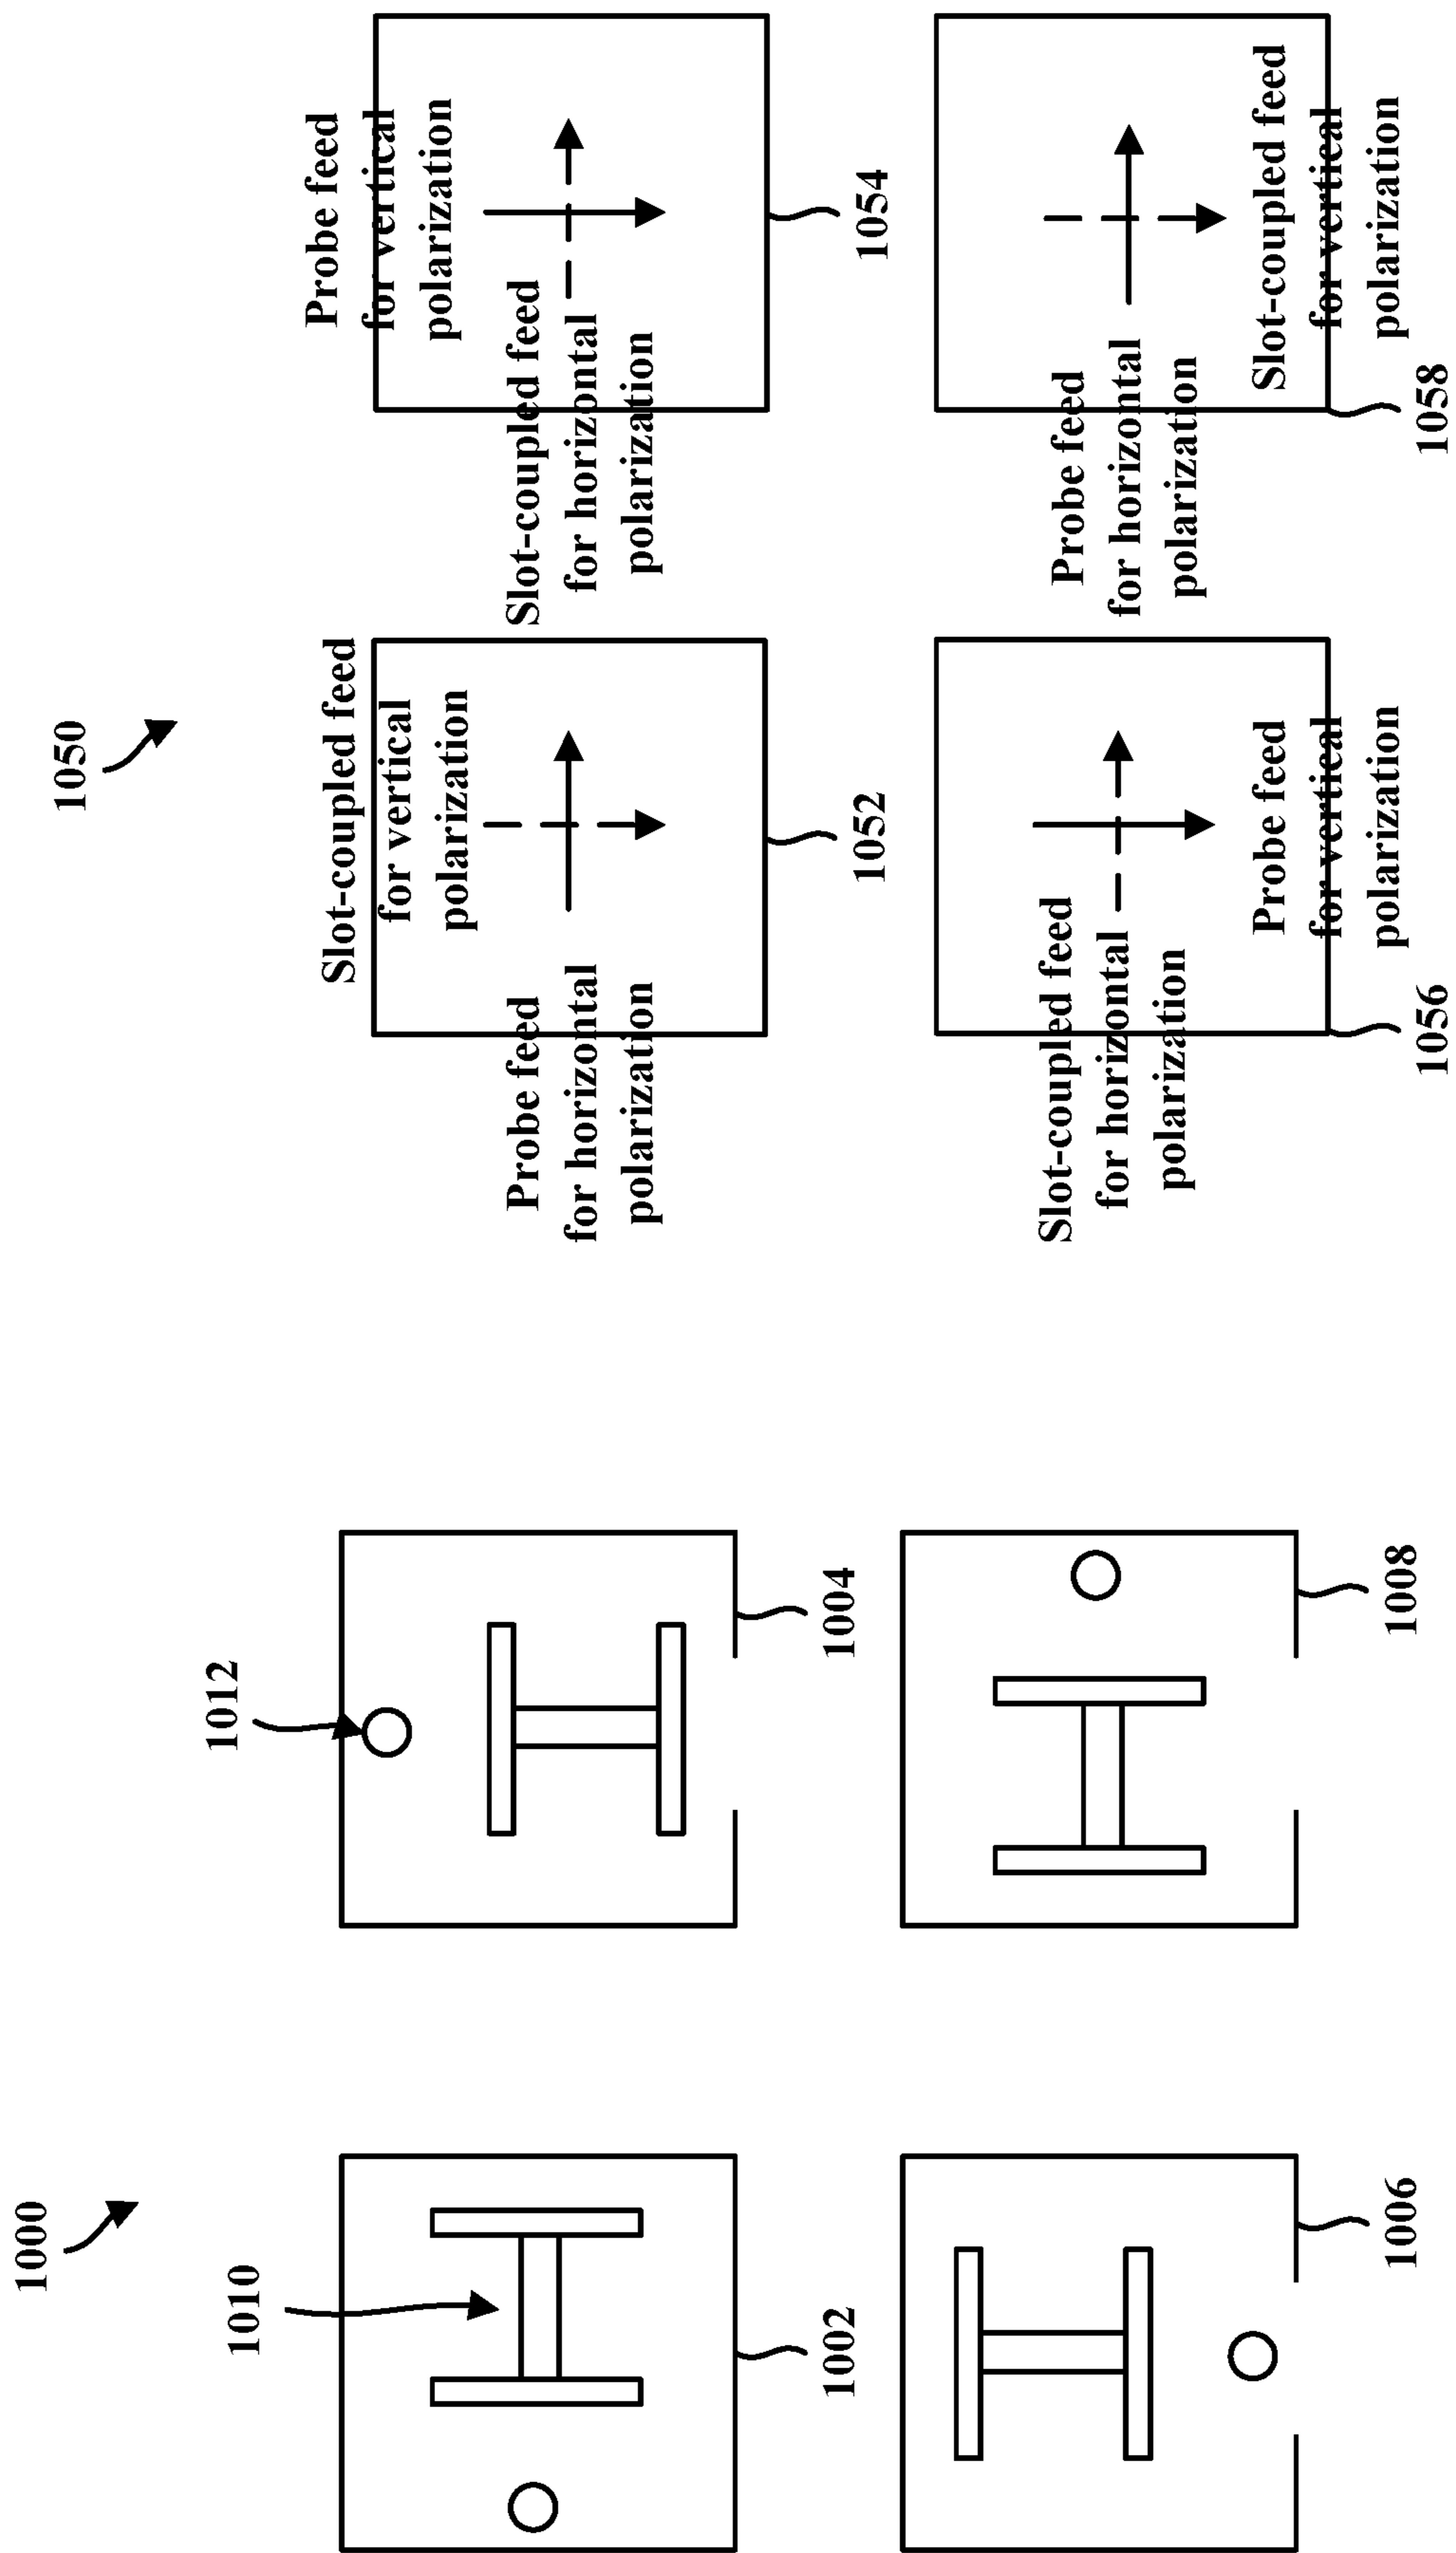 1000
1010
1012
1002
1004
1006
1008
1050
Slot-coupled feed
for vertical
polarization
Probe feed
for horizontal
polarization
1052
Probe feed
for vertical
polarization
Slot-coupled feed
for horizontal
polarization
1054
Slot-coupled feed
for horizontal
polarization
Probe feed
for vertical
polarization
1056
Probe feed
for horizontal
polarization
Slot-coupled feed
for vertical
polarization
1058